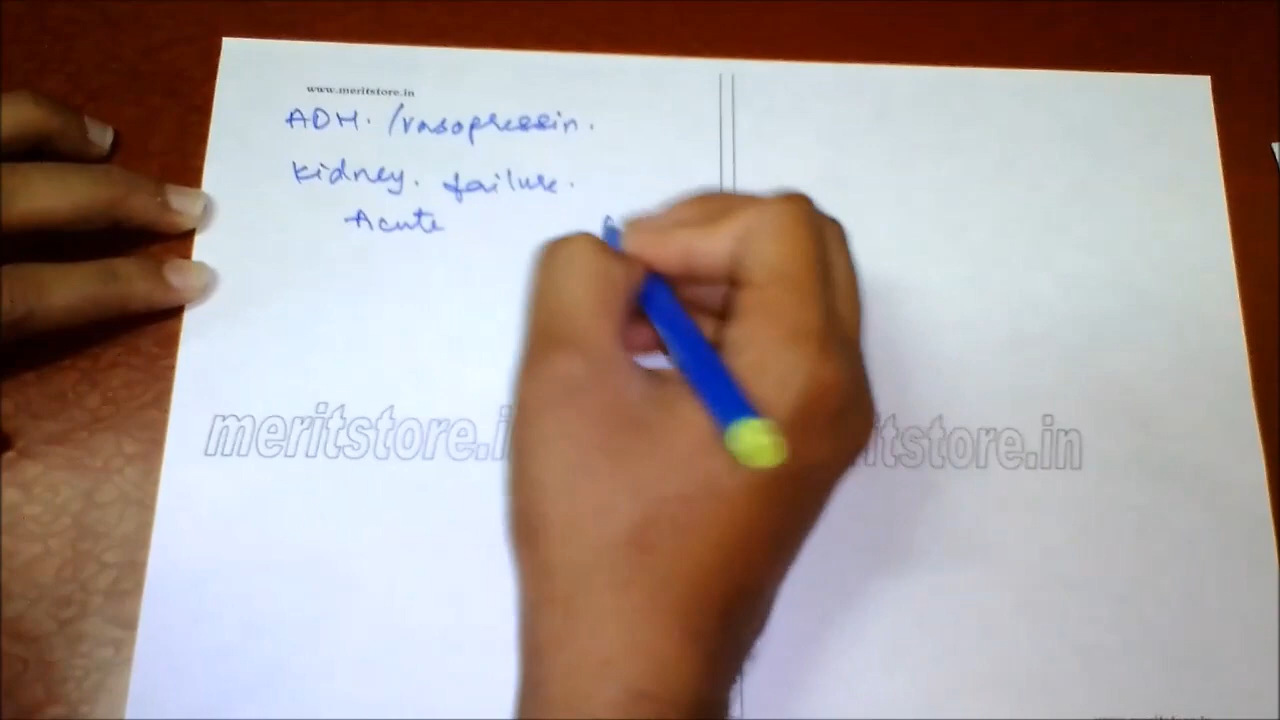 www.meritstore.in
ADH. /vasopressin.
kidney. failure.
Acute
meritstore.i
itstore.in